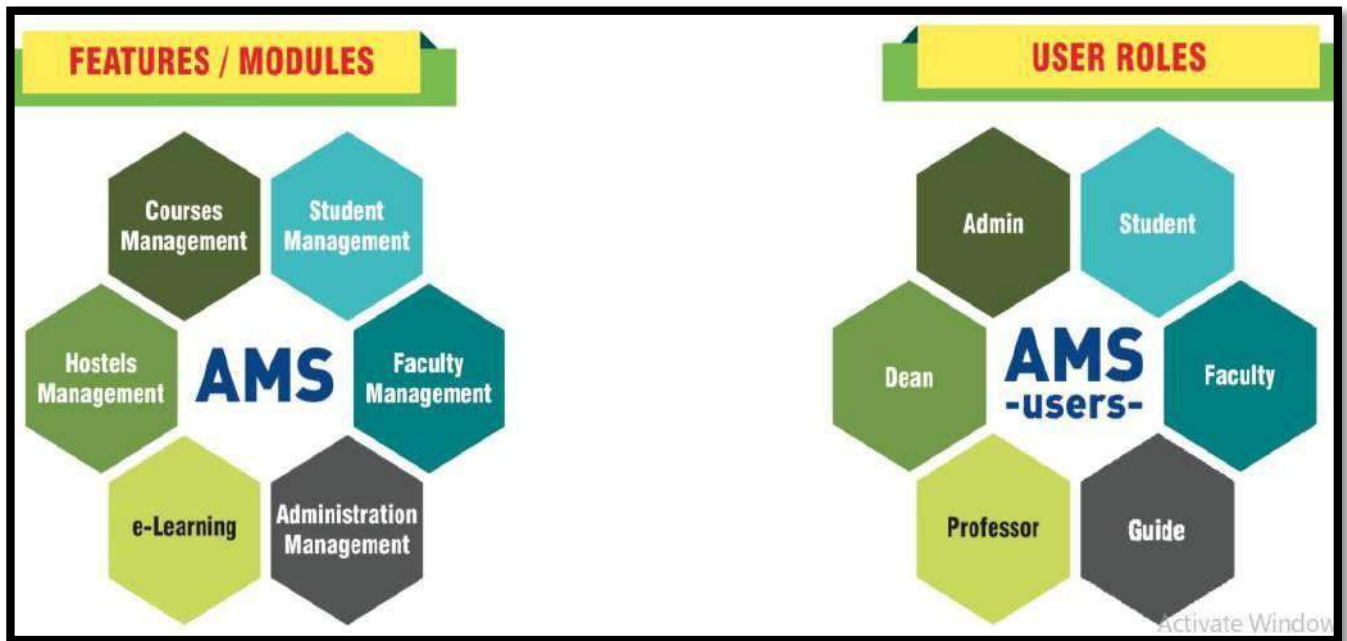 FEATURES / MODULES
Courses
Management
Student
Management
Hostels
Management
AMS
Faculty
Management
e-Learning
Administration
Management
USER ROLES
Admin
Student
Dean
AMS
-users-
Faculty
Professor
Guide
Activate Window